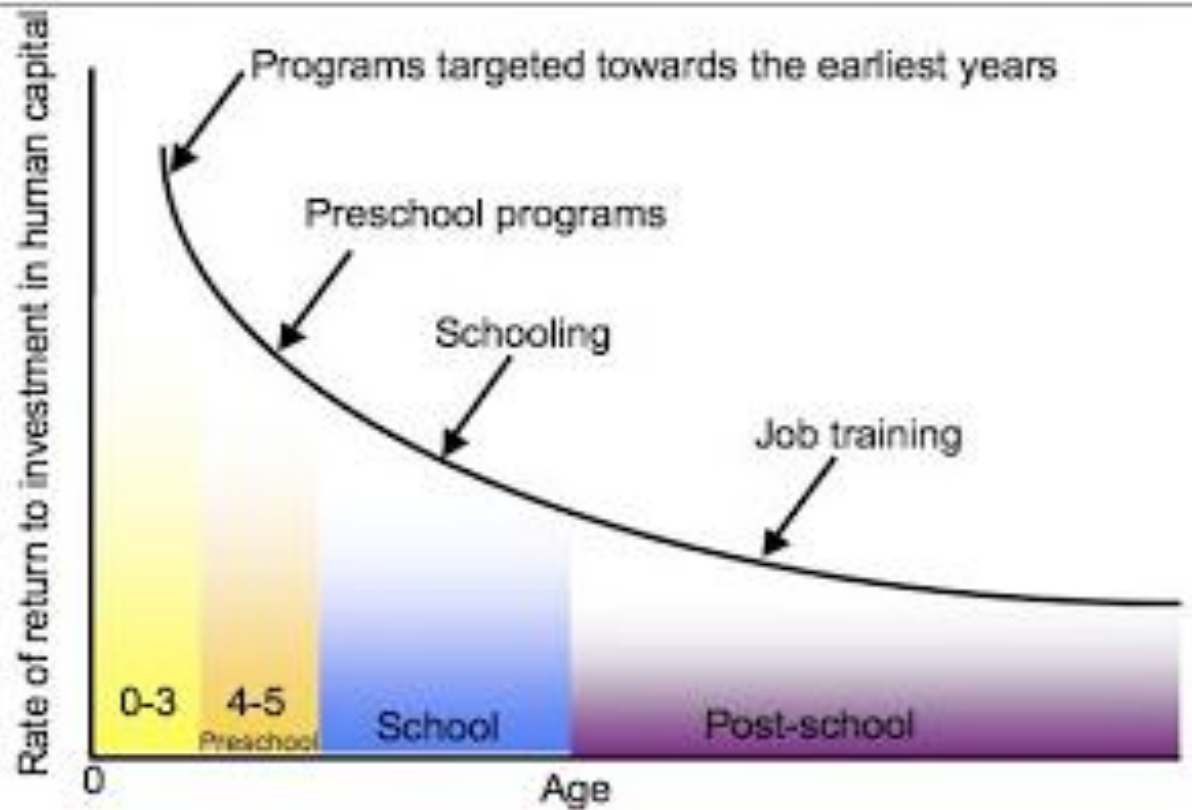 Rate of return to investment in human capital
Programs targeted towards the earliest years
Preschool programs
Schooling
Job training
0-3
4-5
Preschool
School
Post-school
0
Age